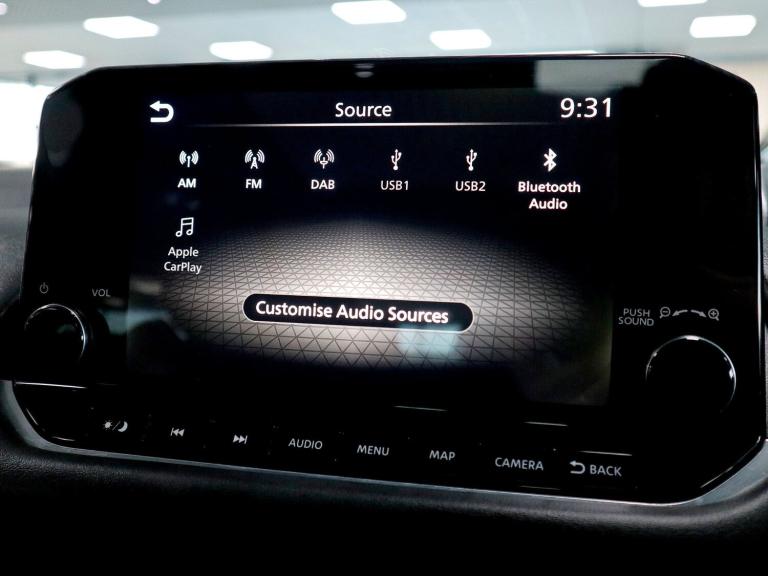 Source
9:31
AM
FM
DAB
USB1
USB2
Bluetooth
Audio
Apple
CarPlay
Customise Audio Sources
VOL
PUSH
SOUND
AUDIO
MENU
MAP
CAMERA
BACK